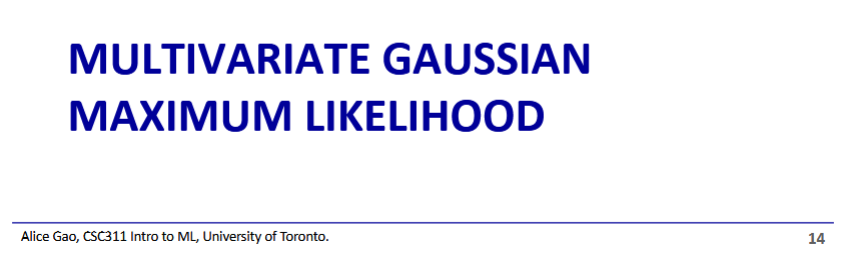 MULTIVARIATE GAUSSIAN
MAXIMUM LIKELIHOOD
Alice Gao, CSC311 Intro to ML, University of Toronto.
14